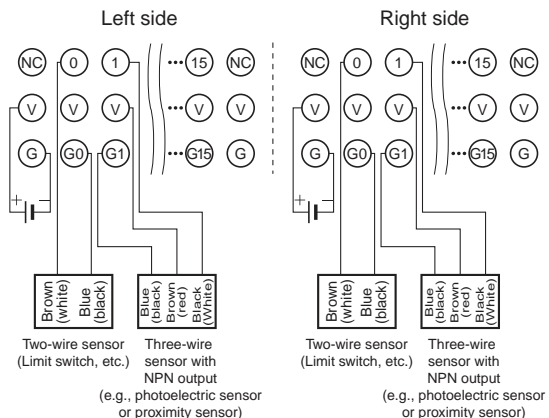 Left side Right side
NC 0 1 ••• 15 NC NC 0 1 ••• 15 NC
V V V ••• V V V V V ••• V V
G G0 G1 ••• G15 G G G0 G1 ••• G15 G
+ − + −
Brown (white) Blue (black) Blue (black) Brown (red) Black (White) Brown (white) Blue (black) Blue (black) Brown (red) Black (White)
Two-wire sensor Three-wire Two-wire sensor Three-wire
(Limit switch, etc.) sensor with (Limit switch, etc.) sensor with
NPN output NPN output
(e.g., photoelectric sensor (e.g., photoelectric sensor
or proximity sensor) or proximity sensor)